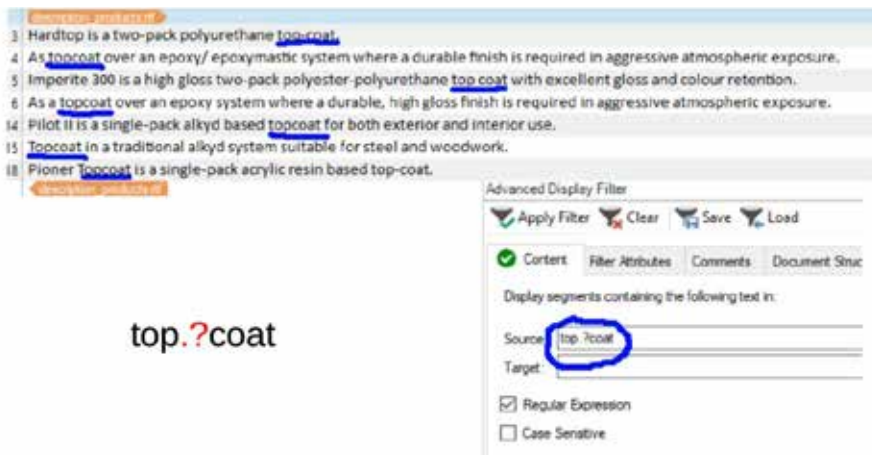 description_products.rtf
3 Hardtop is a two-pack polyurethane top-coat.
4 As topcoat over an epoxy/ epoxymastic system where a durable finish is required in aggressive atmospheric exposure.
5 Imperite 300 is a high gloss two-pack polyester-polyurethane top coat with excellent gloss and colour retention.
6 As a topcoat over an epoxy system where a durable, high gloss finish is required in aggressive atmospheric exposure.
14 Pilot II is a single-pack alkyd based topcoat for both exterior and interior use.
15 Topcoat in a traditional alkyd system suitable for steel and woodwork.
18 Pioner Topcoat is a single-pack acrylic resin based top-coat.
description_products.rtf
Advanced Display Filter
Apply Filter Clear Save Load
Content Filter Attributes Comments Document Struc
Display segments containing the following text in:
Source: top.?coat
Target:
Regular Expression
Case Sensitive
top.?coat